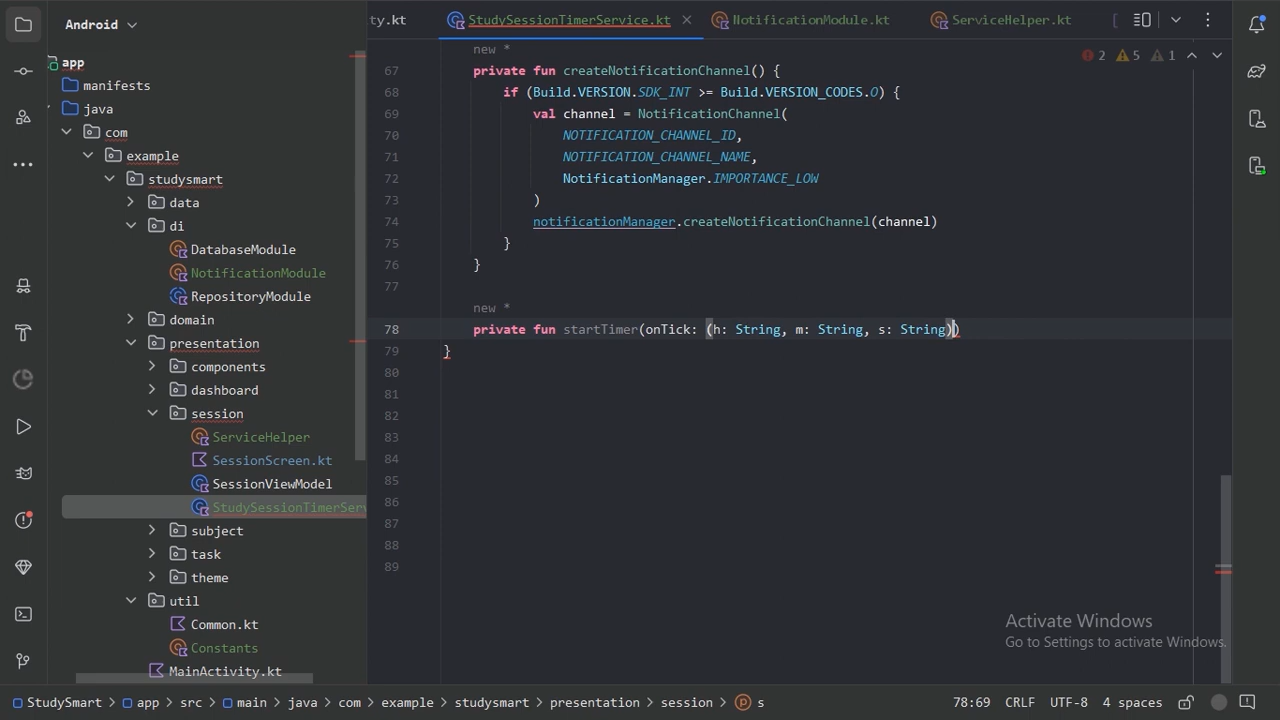 Android
ty.kt
StudySessionTimerService.kt
NotificationModule.kt
ServiceHelper.kt
app
manifests
java
com
example
studysmart
data
di
DatabaseModule
NotificationModule
RepositoryModule
domain
presentation
components
dashboard
session
ServiceHelper
SessionScreen.kt
SessionViewModel
StudySessionTimerServ
subject
task
theme
util
Common.kt
Constants
MainActivity.kt
2 5 1
new *
67 private fun createNotificationChannel() {
68 if (Build.VERSION.SDK_INT >= Build.VERSION_CODES.O) {
69 val channel = NotificationChannel(
70 NOTIFICATION_CHANNEL_ID,
71 NOTIFICATION_CHANNEL_NAME,
72 NotificationManager.IMPORTANCE_LOW
73 )
74 notificationManager.createNotificationChannel(channel)
75 }
76 }
77
new *
78 private fun startTimer(onTick: (h: String, m: String, s: String))
79 }
80
81
82
83
84
85
86
87
88
89
Activate Windows
Go to Settings to activate Windows.
StudySmart > app > src > main > java > com > example > studysmart > presentation > session > s
78:69 CRLF UTF-8 4 spaces